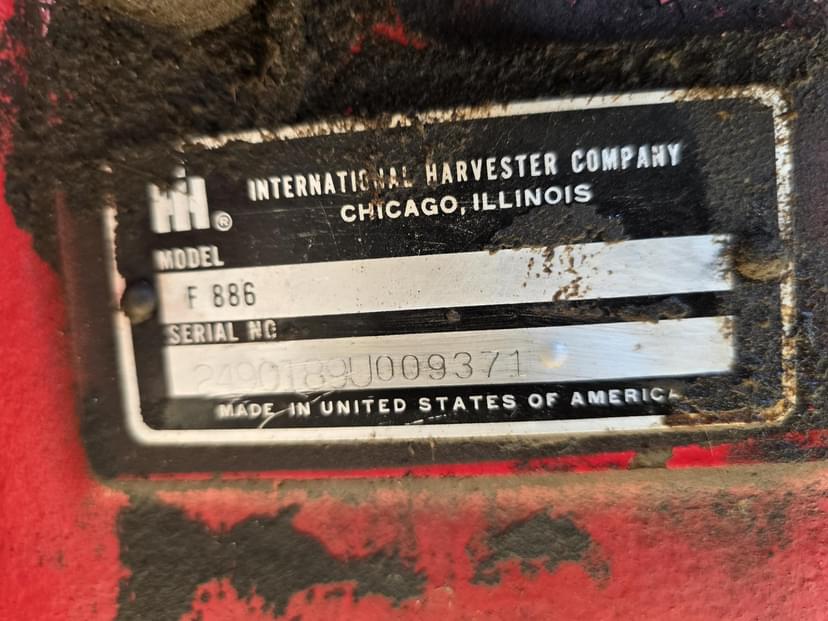 IH® INTERNATIONAL HARVESTER COMPANY
CHICAGO, ILLINOIS
MODEL
F 886
SERIAL NO
2490189U009371
MADE IN UNITED STATES OF AMERICA